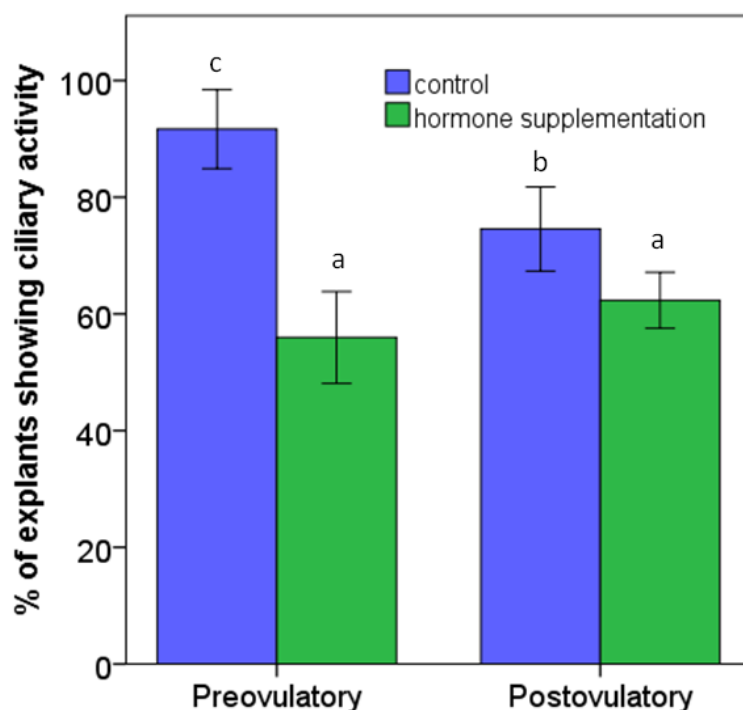 % of explants showing ciliary activity
100
80
60
40
20
0
control
hormone supplementation
c
a
b
a
Preovulatory
Postovulatory